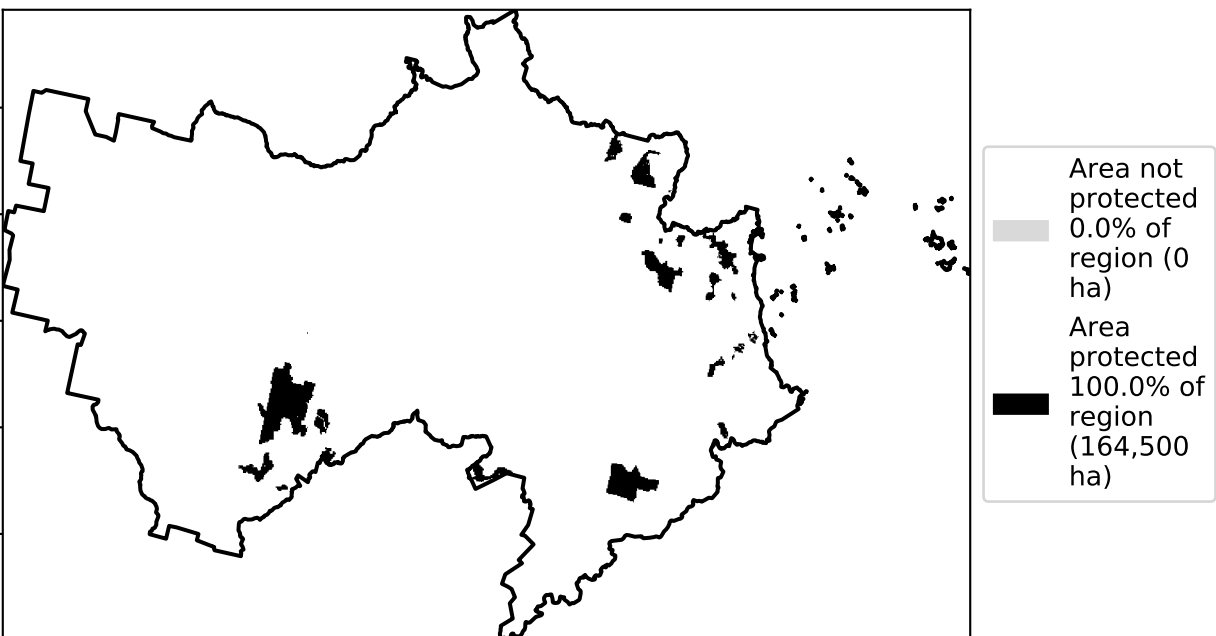 Area not
protected
0.0% of
region (0
ha)
Area
protected
100.0% of
region
(164,500
ha)